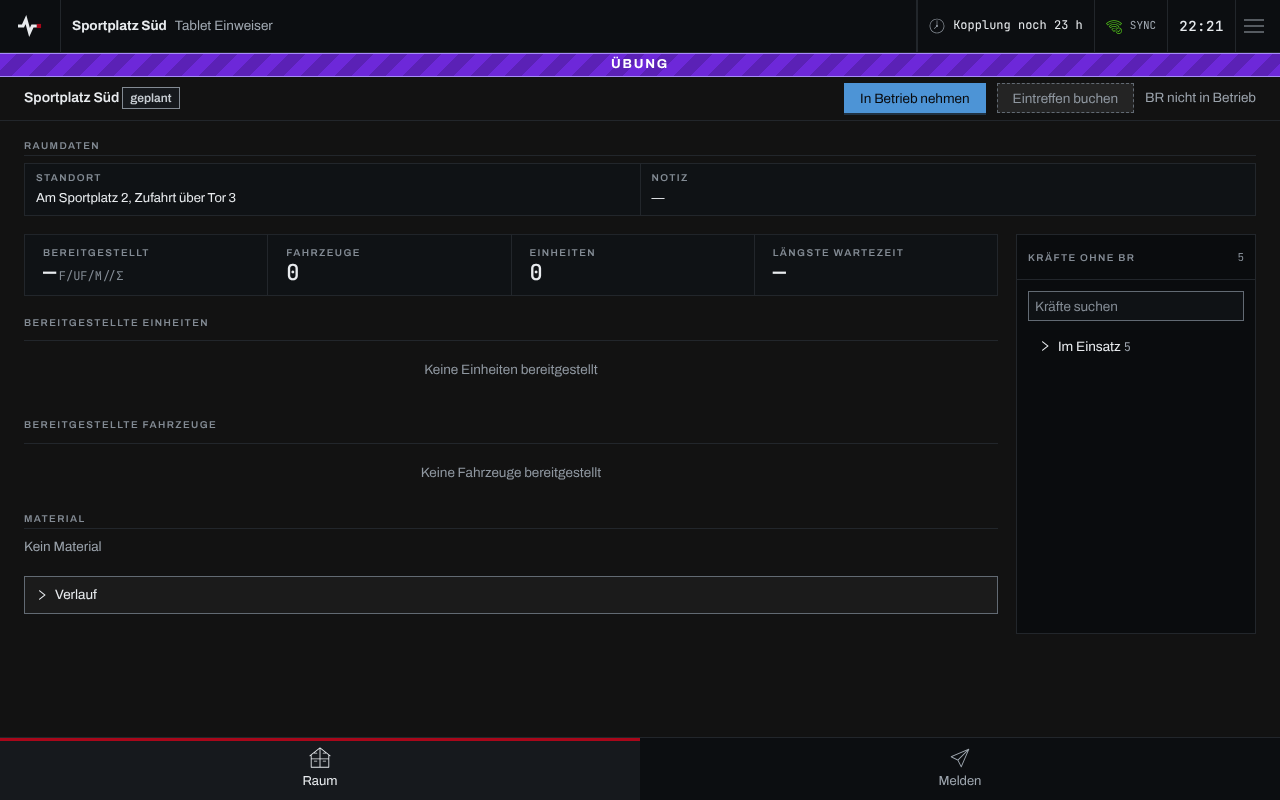 Sportplatz Süd Tablet Einweiser
Kopplung noch 23 h
SYNC
22:21
ÜBUNG
Sportplatz Süd geplant
In Betrieb nehmen
Eintreffen buchen
BR nicht in Betrieb
RAUMDATEN
STANDORT
Am Sportplatz 2, Zufahrt über Tor 3
NOTIZ
—
BEREITGESTELLT
— F/UF/M//Σ
FAHRZEUGE
0
EINHEITEN
0
LÄNGSTE WARTEZEIT
—
KRÄFTE OHNE BR 5
Kräfte suchen
Im Einsatz 5
BEREITGESTELLTE EINHEITEN
Keine Einheiten bereitgestellt
BEREITGESTELLTE FAHRZEUGE
Keine Fahrzeuge bereitgestellt
MATERIAL
Kein Material
Verlauf
Raum
Melden